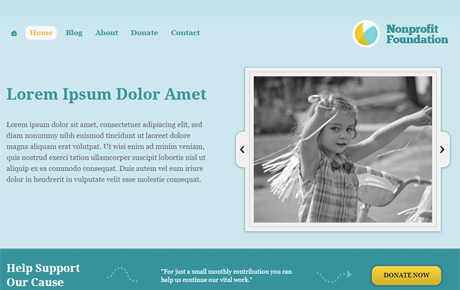 Home Blog About Donate Contact
Nonprofit
Foundation
Lorem Ipsum Dolor Amet
Lorem ipsum dolor sit amet, consectetuer adipiscing elit, sed
diam nonummy nibh euismod tincidunt ut laoreet dolore
magna aliquam erat volutpat. Ut wisi enim ad minim veniam,
quis nostrud exerci tation ullamcorper suscipit lobortis nisl ut
aliquip ex ea commodo consequat. Duis autem vel eum iriure
dolor in hendrerit in vulputate velit esse molestie consequat.
Help Support
Our Cause
"For just a small monthly contribution you can
help us continue our vital work."
DONATE NOW